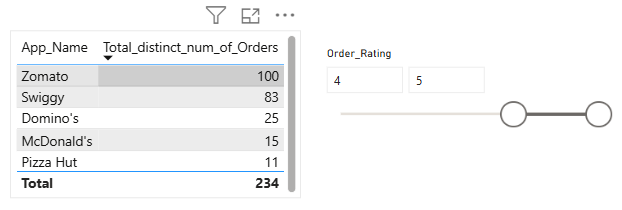 App_Name Total_distinct_num_of_Orders
Zomato 100
Swiggy 83
Domino's 25
McDonald's 15
Pizza Hut 11
Total 234
Order_Rating
4 5